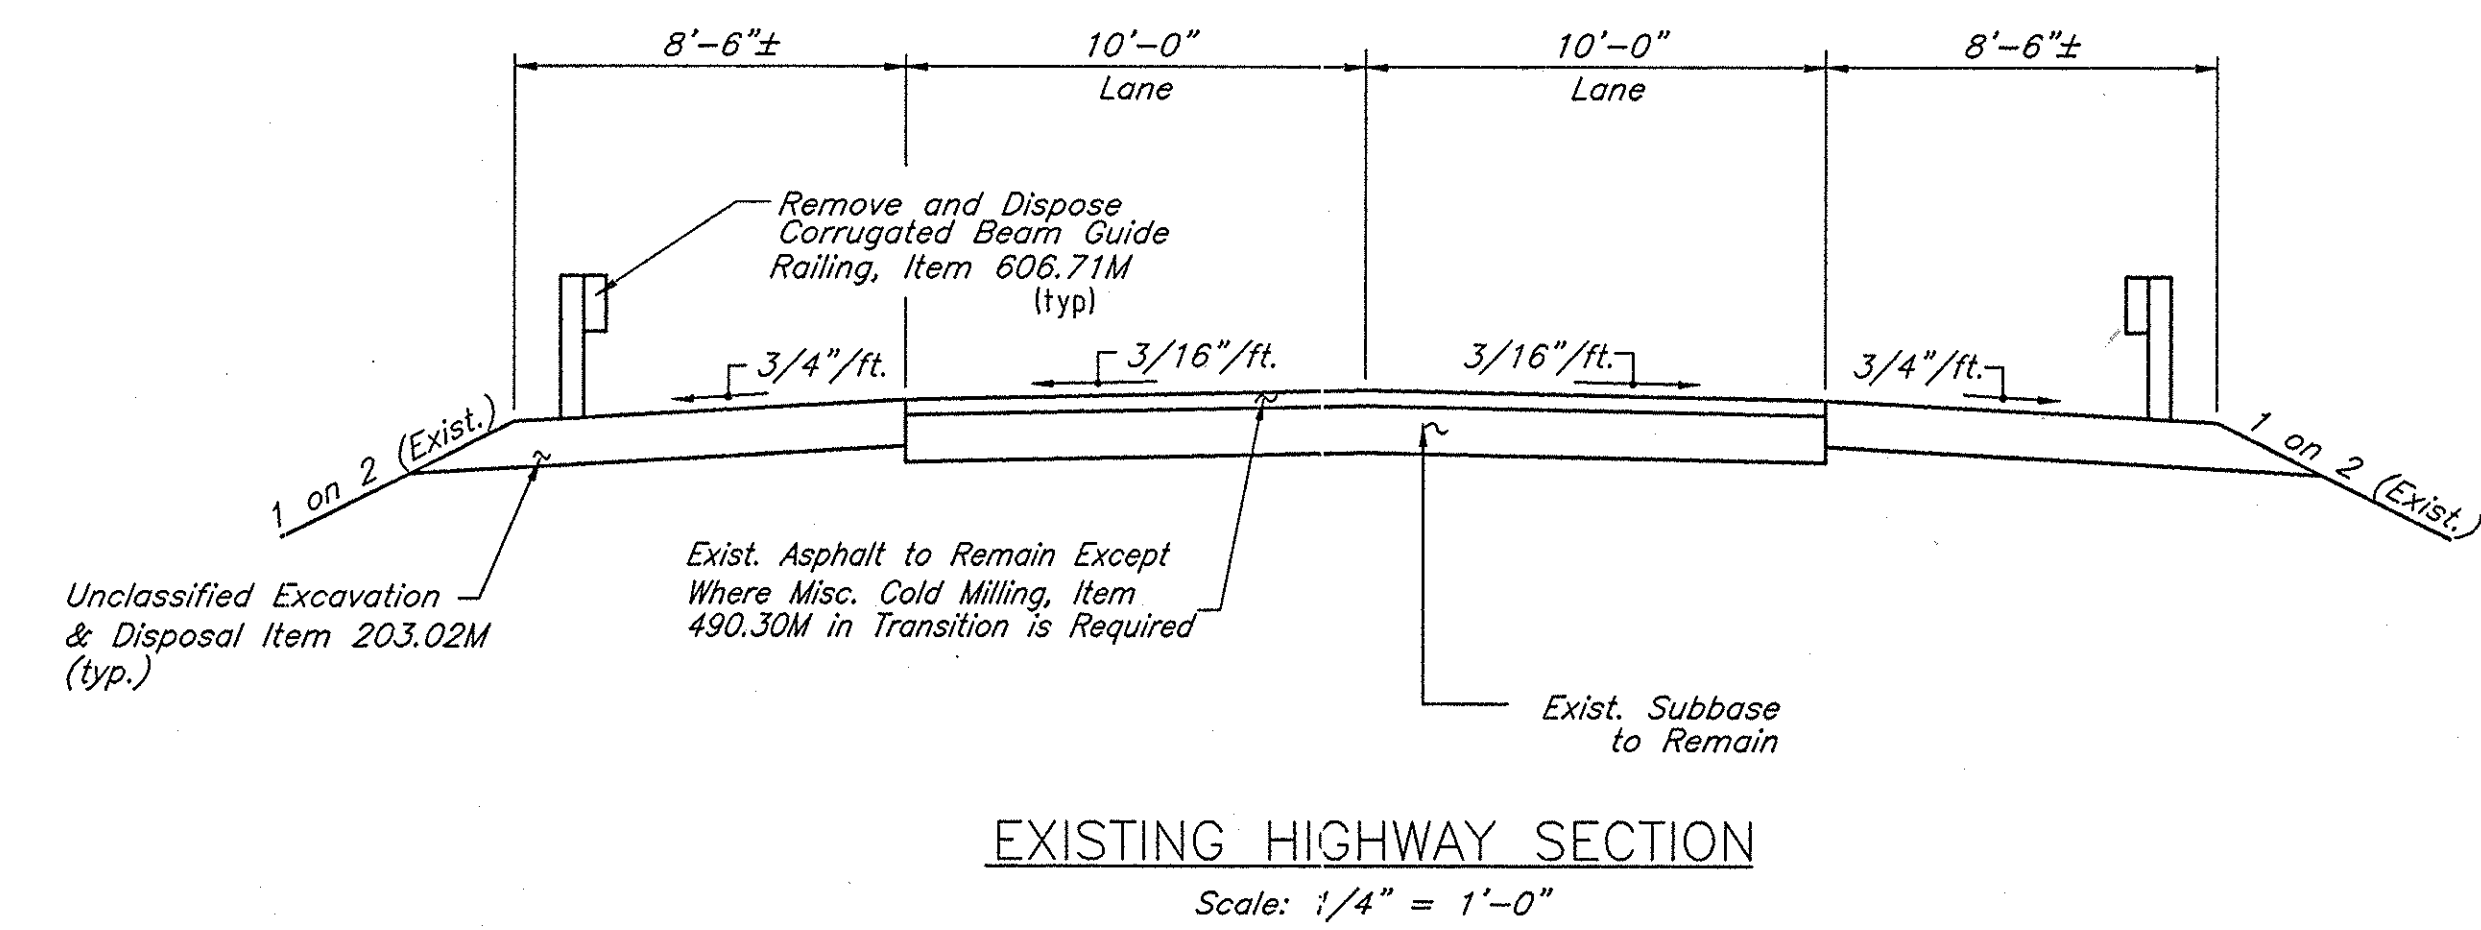 8'-6"±
10'-0"
10'-0"
8'-6"±
Lane
Lane
Remove and Dispose
Corrugated Beam Guide
Railing, Item 606.71M
(typ)
3/4"/ft.
3/16"/ft.
3/16"/ft.
3/4"/ft.
1 on 2 (Exist.)
1 on 2 (Exist.)
Unclassified Excavation
& Disposal Item 203.02M
(typ.)
Exist. Asphalt to Remain Except
Where Misc. Cold Milling, Item
490.30M in Transition is Required
Exist. Subbase
to Remain
EXISTING HIGHWAY SECTION
Scale: 1/4" = 1'-0"